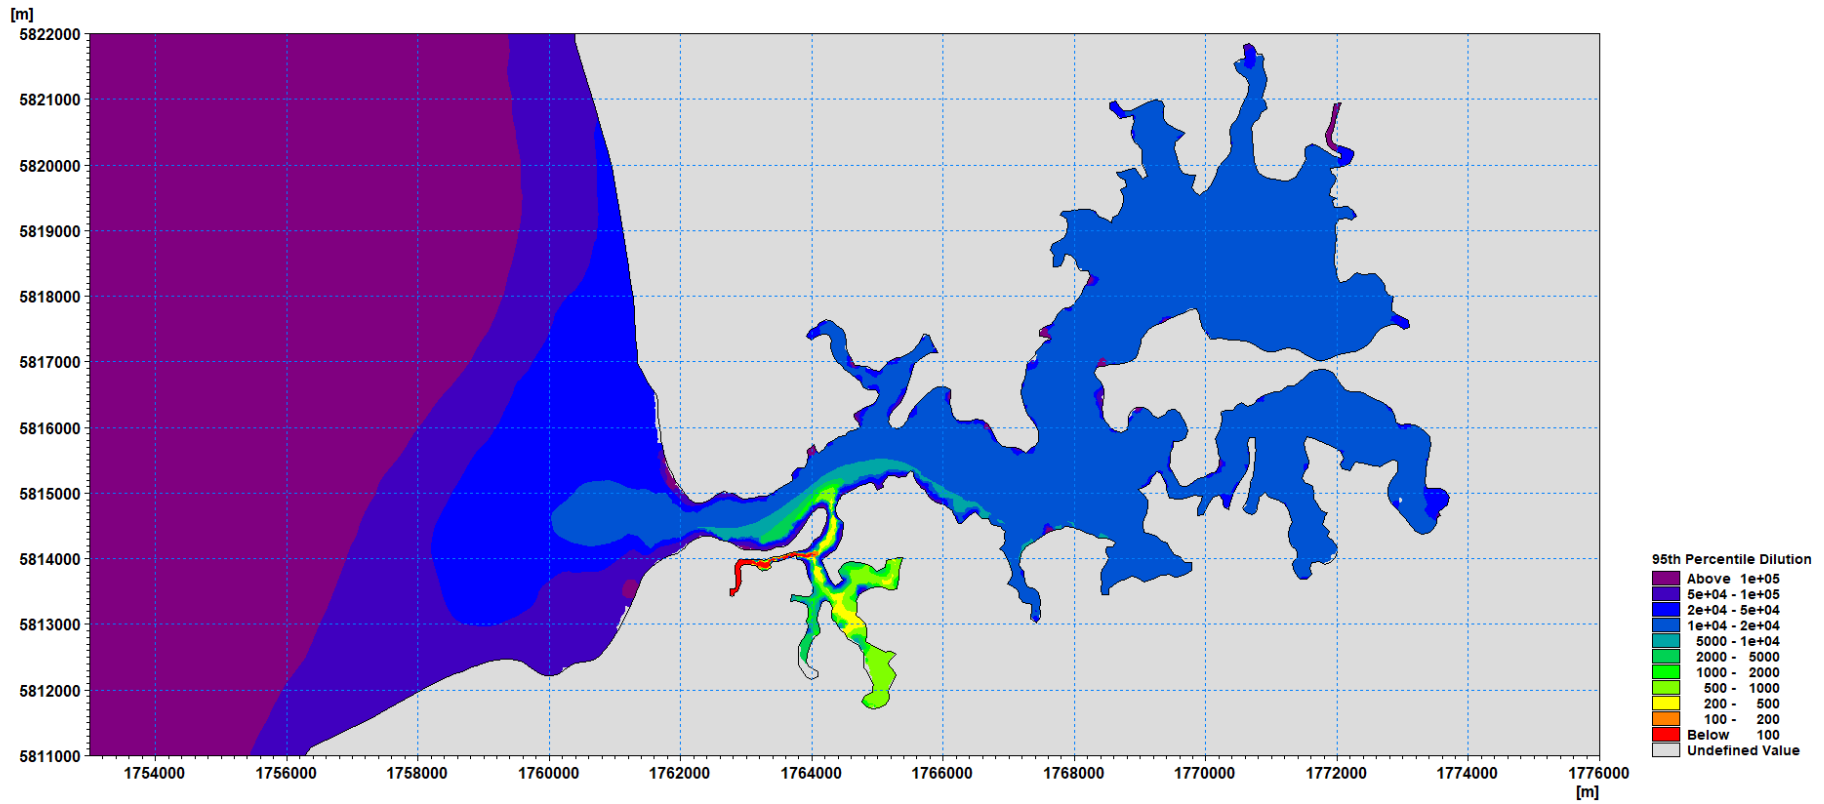 [m]
5822000
5821000
5820000
5819000
5818000
5817000
5816000
5815000
5814000
5813000
5812000
5811000
1754000 1756000 1758000 1760000 1762000 1764000 1766000 1768000 1770000 1772000 1774000 1776000
[m]
95th Percentile Dilution
Above 1e+05
5e+04 - 1e+05
2e+04 - 5e+04
1e+04 - 2e+04
5000 - 1e+04
2000 - 5000
1000 - 2000
500 - 1000
200 - 500
100 - 200
Below 100
Undefined Value